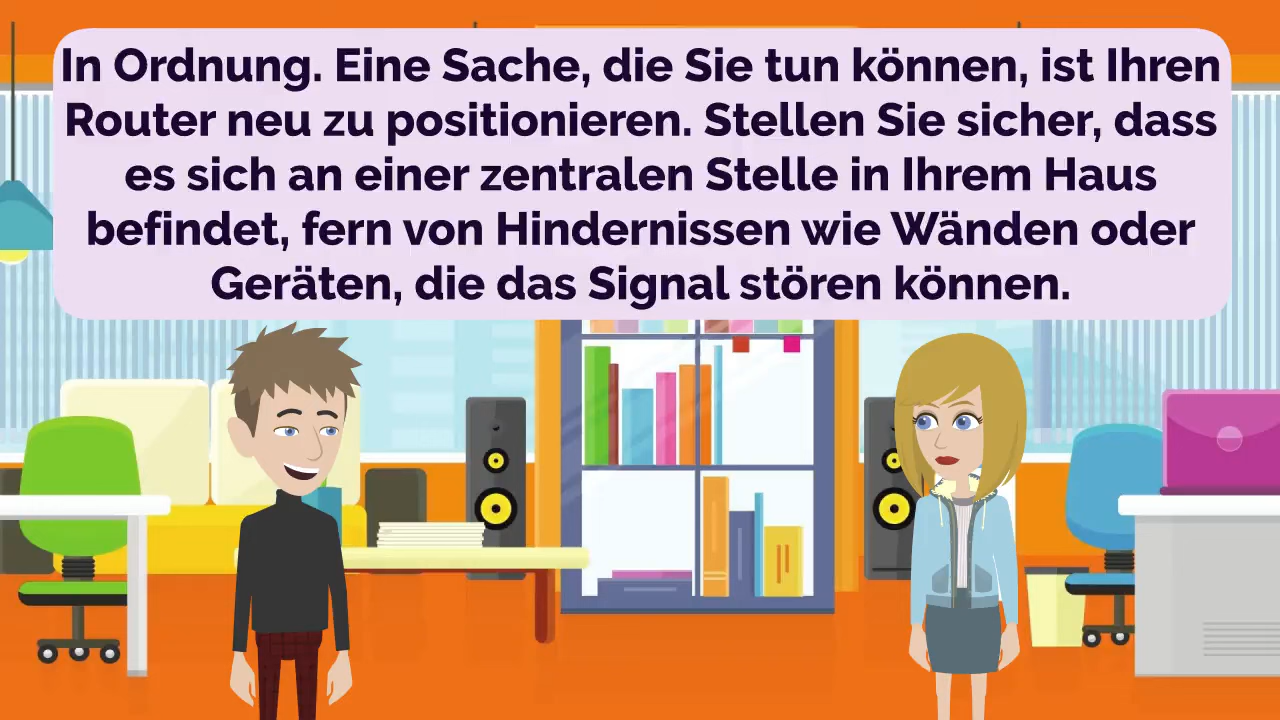 In Ordnung. Eine Sache, die Sie tun können, ist Ihren
Router neu zu positionieren. Stellen Sie sicher, dass
es sich an einer zentralen Stelle in Ihrem Haus
befindet, fern von Hindernissen wie Wänden oder
Geräten, die das Signal stören können.